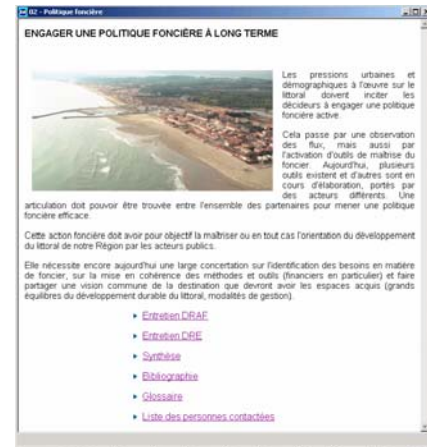 02 - Politique foncière
ENGAGER UNE POLITIQUE FONCIÈRE À LONG TERME
Les pressions urbaines et
démographiques à l'œuvre sur le
littoral doivent inciter les
décideurs à engager une politique
foncière active.
Cela passe par une observation
des flux, mais aussi par
l'activation d'outils de maîtrise du
foncier. Aujourd'hui, plusieurs
outils existent et d'autres sont en
cours d'élaboration, portés par
des acteurs différents. Une
articulation doit pouvoir être trouvée entre l'ensemble des partenaires pour mener une politique
foncière efficace.
Cette action foncière doit avoir pour objectif la maîtriser ou en tout cas l'orientation du développement
du littoral de notre Région par les acteurs publics.
Elle nécessite encore aujourd'hui une large concertation sur l'identification des besoins en matière
de foncier, sur la mise en cohérence des méthodes et outils (financiers en particulier) et faire
partager une vision commune de la destination que devront avoir les espaces acquis (grands
équilibres du développement durable du littoral, modalités de gestion).
Entretien DRAF
Entretien DRE
Synthèse
Bibliographie
Glossaire
Liste des personnes contactées